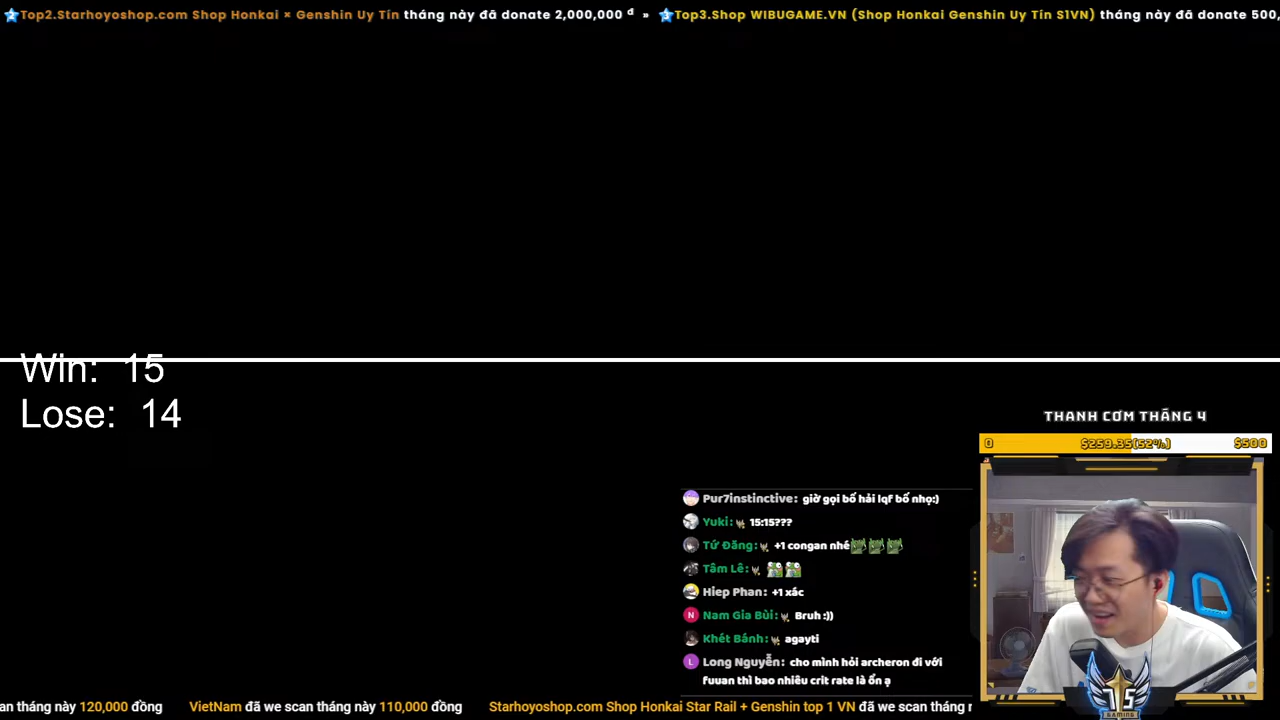 Top2.Starhoyoshop.com Shop Honkai × Genshin Uy Tín tháng này đã donate 2,000,000 đ » Top3.Shop WIBUGAME.VN (Shop Honkai Genshin Uy Tín S1VN) tháng này đã donate 500,
Win: 15
Lose: 14
THANH CƠM THÁNG 4
0 $259.35(52%) $500
Pur7instinctive: giờ gọi bố hải lqf bố nhọ:)
Yuki: 15:15???
Tứ Đăng: +1 congan nhé
Tâm Lê:
Hiep Phan: +1 xác
N Nam Gia Bùi: Bruh :))
Khét Bánh: agayti
L Long Nguyễn: cho mình hỏi archeron đi với
fuuan thì bao nhiêu crit rate là ổn ạ
TS
GAMING
an tháng này 120,000 đồng VietNam đã we scan tháng này 110,000 đồng Starhoyoshop.com Shop Honkai Star Rail + Genshin top 1 VN đã we scan tháng